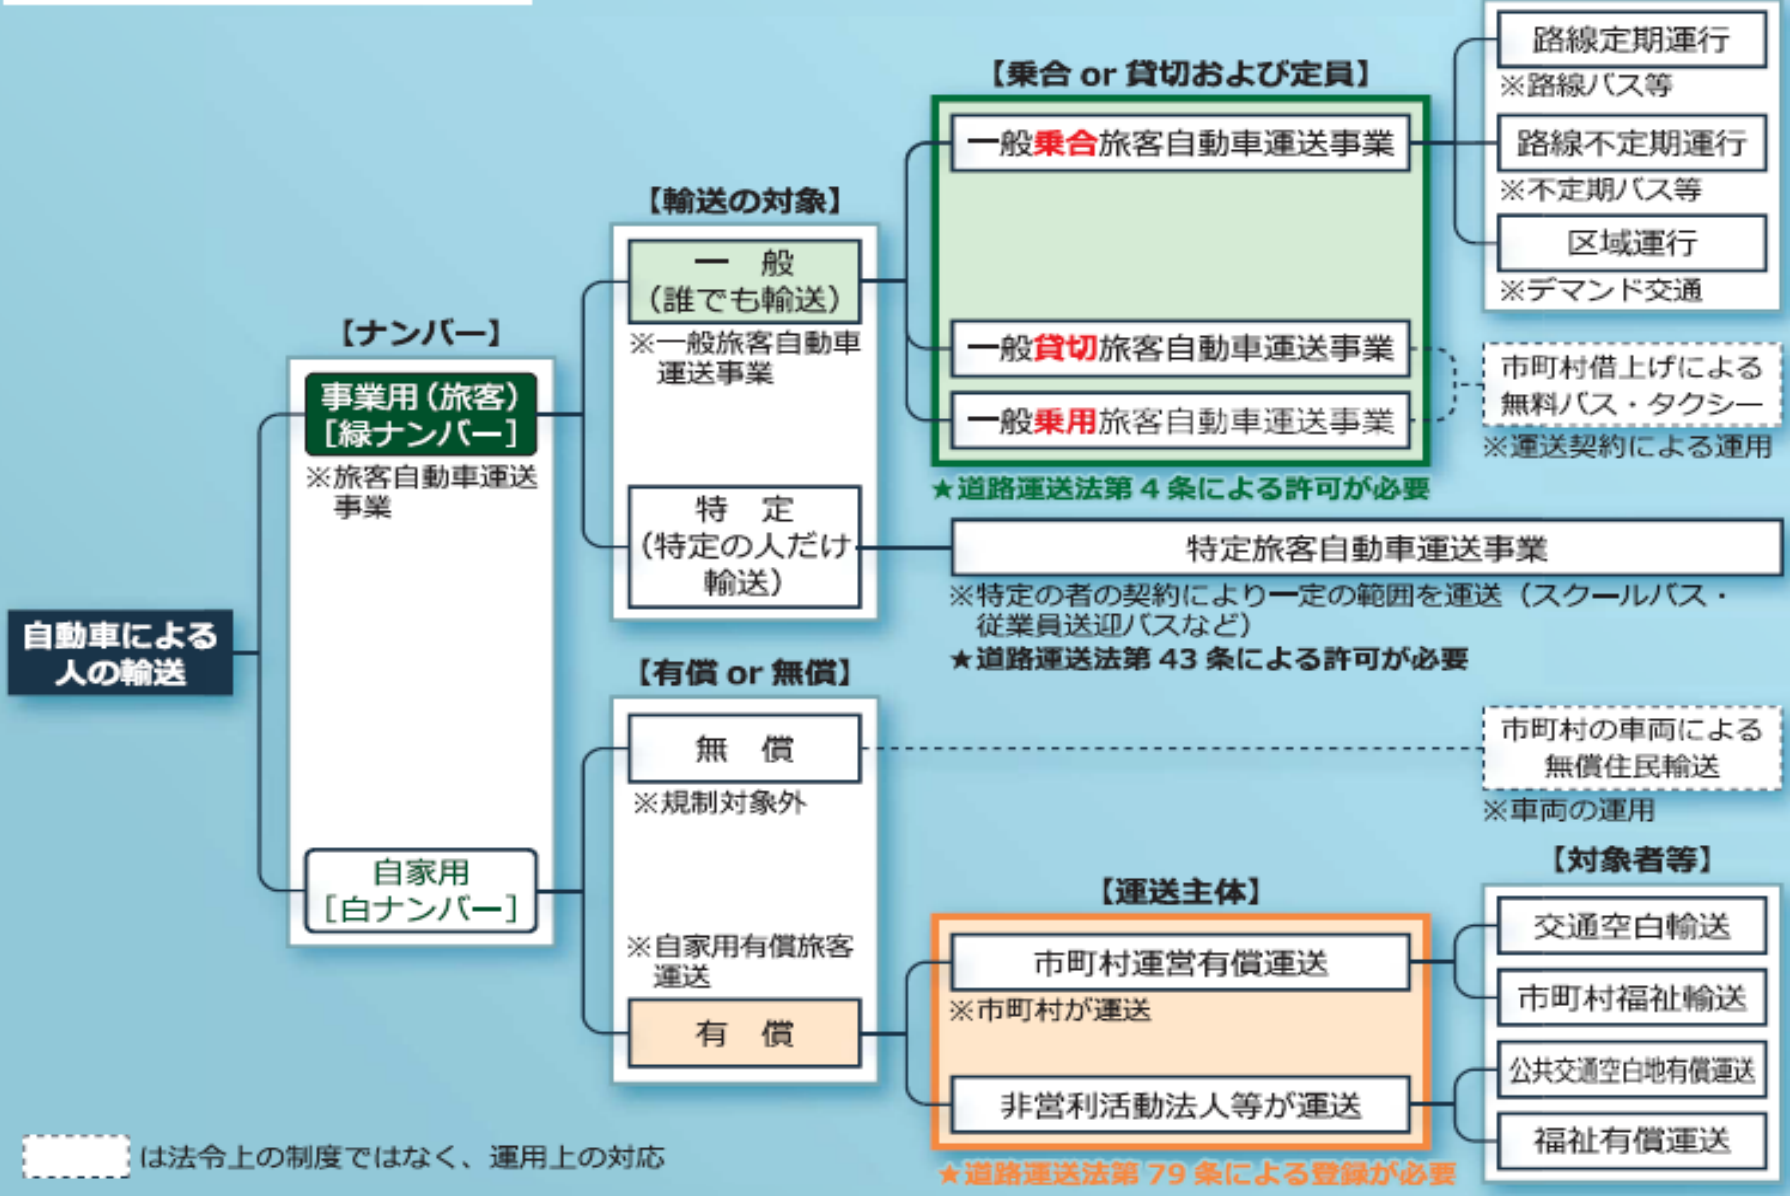 自動車による
人の輸送
【ナンバー】
事業用（旅客）
［緑ナンバー］
※旅客自動車運送
事業
自家用
［白ナンバー］
【輸送の対象】
一　般
（誰でも輸送）
※一般旅客自動車
運送事業
特　定
（特定の人だけ
輸送）
【有償 or 無償】
無　償
※規制対象外
※自家用有償旅客
運送
有　償
【乗合 or 貸切および定員】
一般乗合旅客自動車運送事業
一般貸切旅客自動車運送事業
一般乗用旅客自動車運送事業
★道路運送法第 4 条による許可が必要
路線定期運行
※路線バス等
路線不定期運行
※不定期バス等
区域運行
※デマンド交通
市町村借上げによる
無料バス・タクシー
※運送契約による運用
特定旅客自動車運送事業
※特定の者の契約により一定の範囲を運送（スクールバス・
従業員送迎バスなど）
★道路運送法第 43 条による許可が必要
市町村の車両による
無償住民輸送
※車両の運用
【運送主体】
市町村運営有償運送
※市町村が運送
非営利活動法人等が運送
★道路運送法第 79 条による登録が必要
【対象者等】
交通空白輸送
市町村福祉輸送
公共交通空白地有償運送
福祉有償運送
は法令上の制度ではなく、運用上の対応